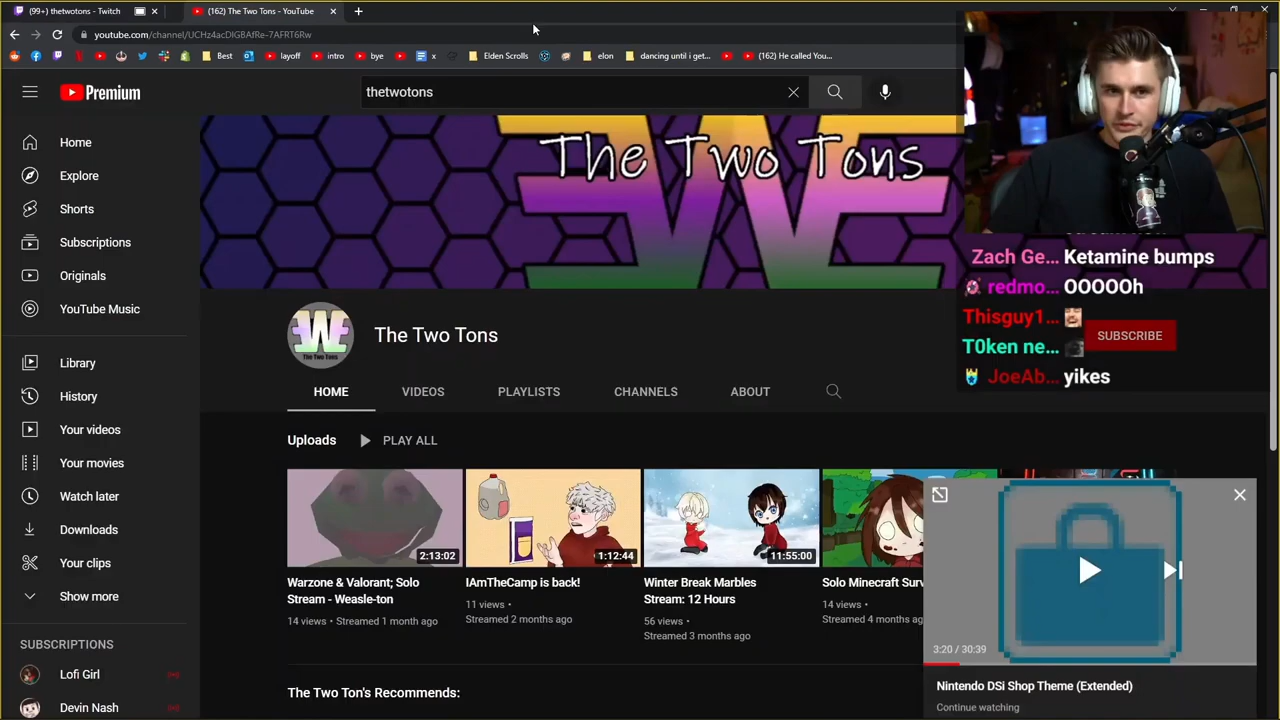 (99+) thetwotons - Twitch
(162) The Two Tons - YouTube
youtube.com/channel/UCHz4acDIGBAfRe-7AFRT6Rw
Best
layoff
intro
bye
x
Elden Scrolls
elon
dancing until i get...
(162) He called You...
Premium
thetwotons
Home
Explore
Shorts
Subscriptions
Originals
YouTube Music
Library
History
Your videos
Your movies
Watch later
Downloads
Your clips
Show more
SUBSCRIPTIONS
Lofi Girl
Devin Nash
The Two Tons
The Two Tons
The Two Tons
SUBSCRIBE
HOME
VIDEOS
PLAYLISTS
CHANNELS
ABOUT
Uploads
PLAY ALL
2:13:02
Warzone & Valorant; Solo
Stream - Weasle-ton
14 views • Streamed 1 month ago
1:12:44
IAmTheCamp is back!
11 views •
Streamed 2 months ago
11:55:00
Winter Break Marbles
Stream: 12 Hours
56 views •
Streamed 3 months ago
Solo Minecraft Surv
14 views •
Streamed 4 months ago
The Two Ton's Recommends:
Zach Ge... Ketamine bumps
redmo... OOOOOh
Thisguy1...
T0ken ne...
JoeAb... yikes
3:20 / 30:39
Nintendo DSi Shop Theme (Extended)
Continue watching